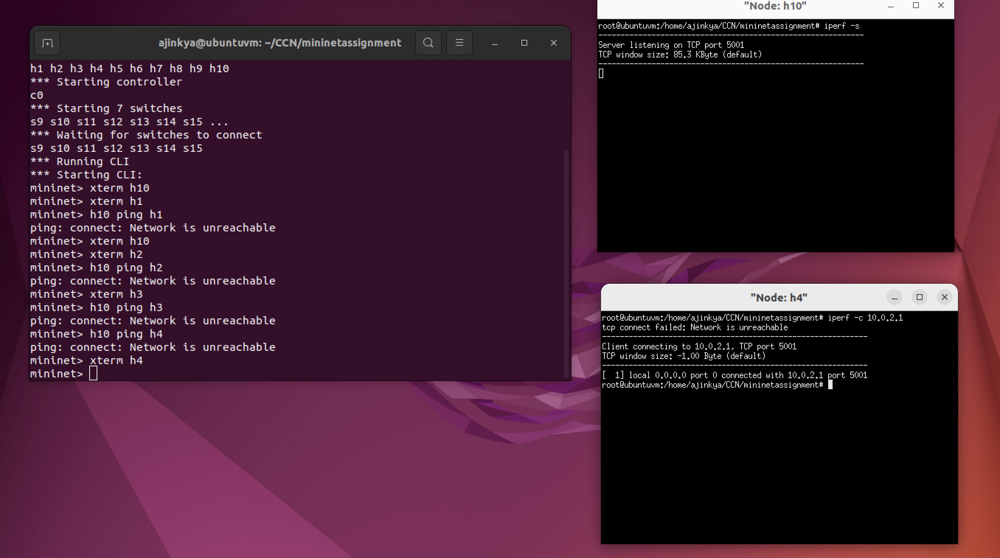 ajinkya@ubuntuvm: ~/CCN/mininetassignment
h1 h2 h3 h4 h5 h6 h7 h8 h9 h10
*** Starting controller
c0
*** Starting 7 switches
s9 s10 s11 s12 s13 s14 s15 ...
*** Waiting for switches to connect
s9 s10 s11 s12 s13 s14 s15
*** Running CLI
*** Starting CLI:
mininet> xterm h10
mininet> xterm h1
mininet> h10 ping h1
ping: connect: Network is unreachable
mininet> xterm h10
mininet> xterm h2
mininet> h10 ping h2
ping: connect: Network is unreachable
mininet> xterm h3
mininet> h10 ping h3
ping: connect: Network is unreachable
mininet> h10 ping h4
ping: connect: Network is unreachable
mininet> xterm h4
mininet>
"Node: h10"
root@ubuntuvm:/home/ajinkya/CCN/mininetassignment# iperf -s
------------------------------------------------------------
Server listening on TCP port 5001
TCP window size: 85.3 KByte (default)
------------------------------------------------------------
"Node: h4"
root@ubuntuvm:/home/ajinkya/CCN/mininetassignment# iperf -c 10.0.2.1
tcp connect failed: Network is unreachable
------------------------------------------------------------
Client connecting to 10.0.2.1, TCP port 5001
TCP window size: -1.00 Byte (default)
------------------------------------------------------------
[  1] local 0.0.0.0 port 0 connected with 10.0.2.1 port 5001
root@ubuntuvm:/home/ajinkya/CCN/mininetassignment#